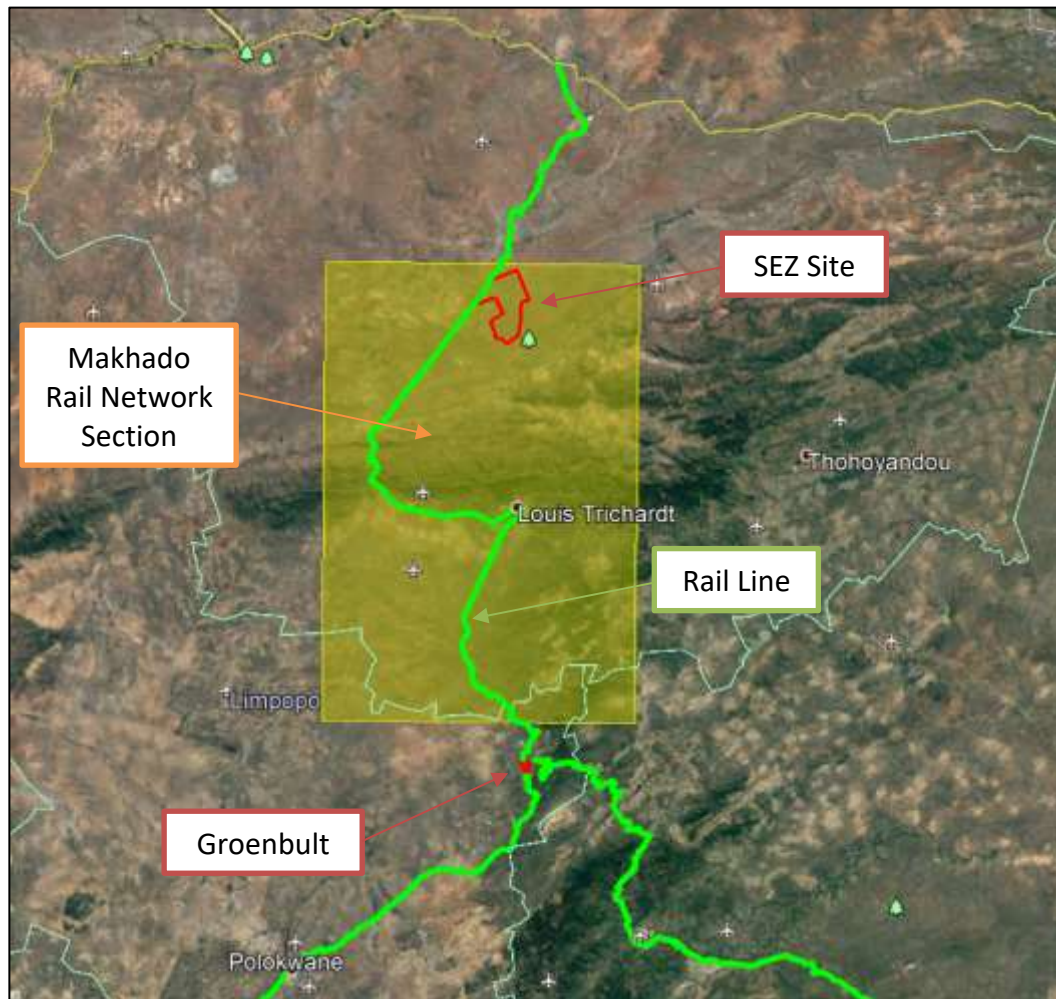 SEZ Site
Makhado
Rail Network
Section
Thohoyandou
Louis Trichardt
Rail Line
Limpopo
Groenbult
Polokwane